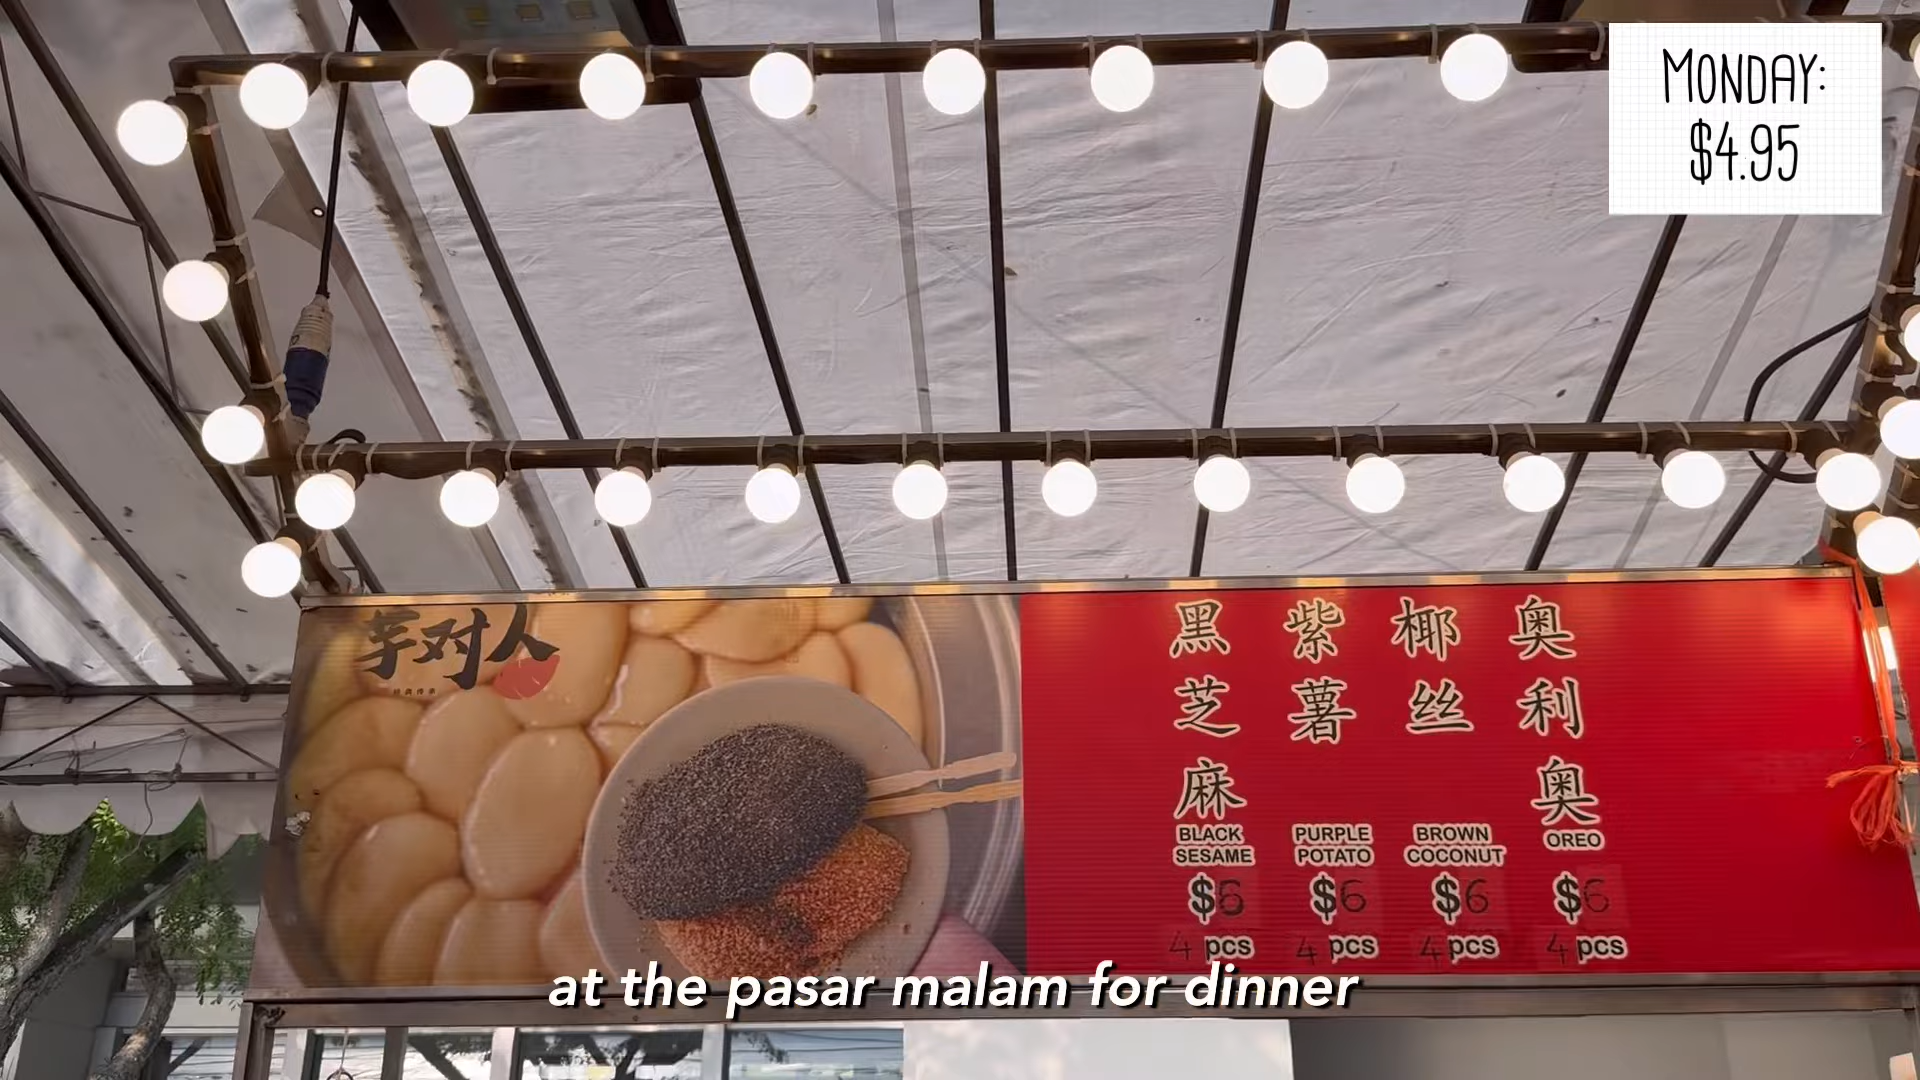 MONDAY:
$4.95
芋对人
黑芝麻
紫薯
椰丝
奥利奥
BLACK
SESAME
PURPLE
POTATO
BROWN
COCONUT
OREO
$6
$6
$6
4 pcs
4 pcs
4 pcs
4 pcs
at the pasar malam for dinner